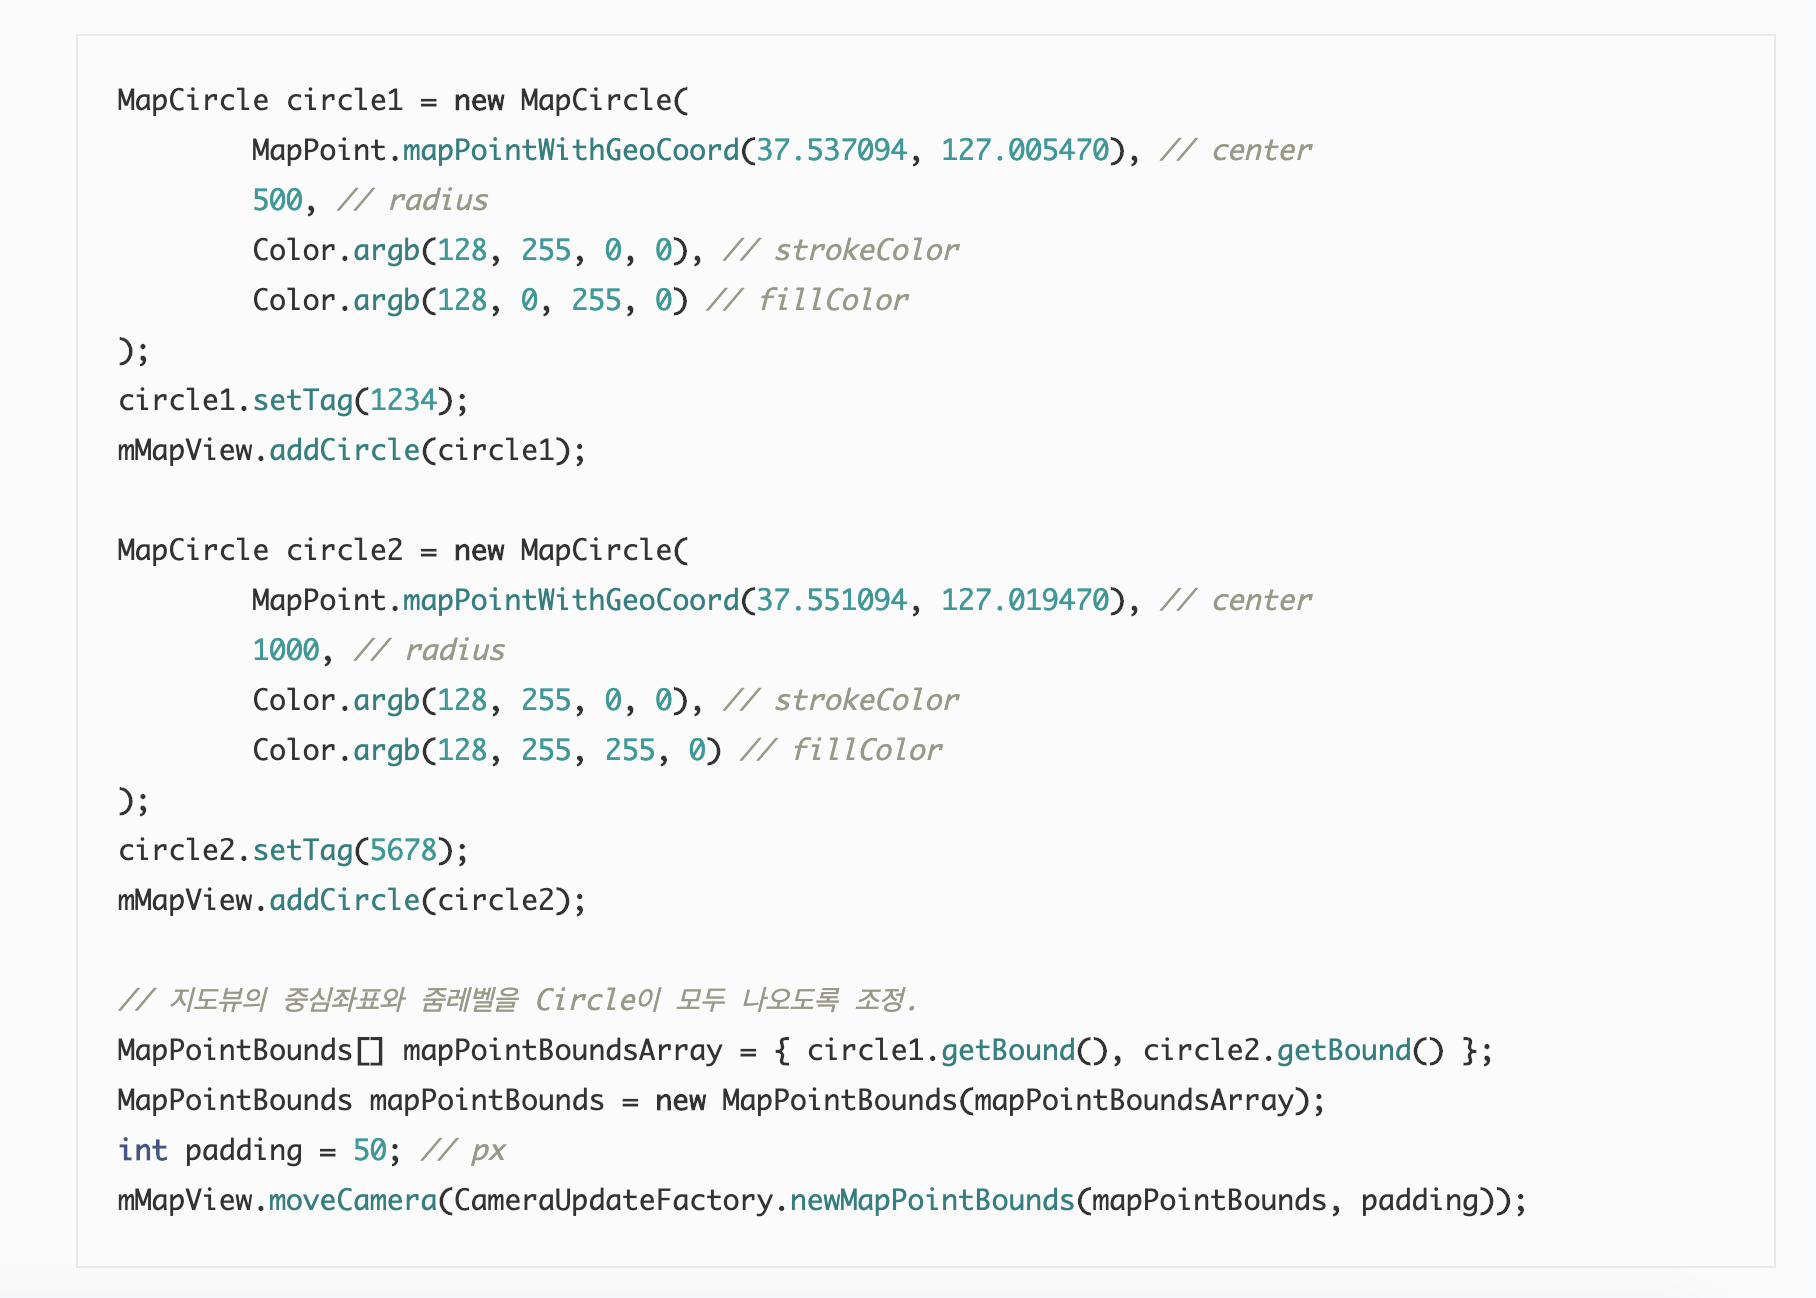 MapCircle circle1 = new MapCircle(
        MapPoint.mapPointWithGeoCoord(37.537094, 127.005470), // center
        500, // radius
        Color.argb(128, 255, 0, 0), // strokeColor
        Color.argb(128, 0, 255, 0) // fillColor
);
circle1.setTag(1234);
mMapView.addCircle(circle1);

MapCircle circle2 = new MapCircle(
        MapPoint.mapPointWithGeoCoord(37.551094, 127.019470), // center
        1000, // radius
        Color.argb(128, 255, 0, 0), // strokeColor
        Color.argb(128, 255, 255, 0) // fillColor
);
circle2.setTag(5678);
mMapView.addCircle(circle2);

// 지도뷰의 중심좌표와 줌레벨을 Circle이 모두 나오도록 조정.
MapPointBounds[] mapPointBoundsArray = { circle1.getBound(), circle2.getBound() };
MapPointBounds mapPointBounds = new MapPointBounds(mapPointBoundsArray);
int padding = 50; // px
mMapView.moveCamera(CameraUpdateFactory.newMapPointBounds(mapPointBounds, padding));